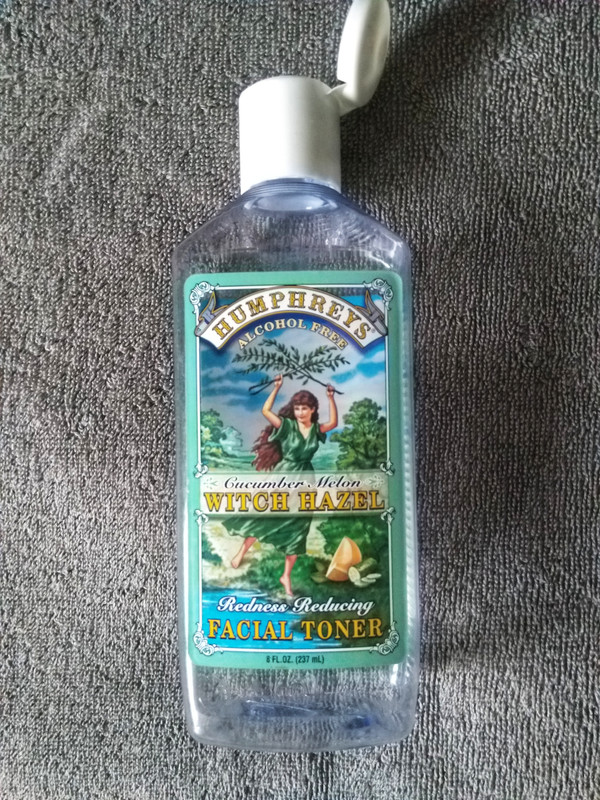 HUMPHREYS
ALCOHOL FREE
Cucumber Melon
WITCH HAZEL
Redness Reducing
FACIAL TONER
8 FL.OZ. (237 mL)